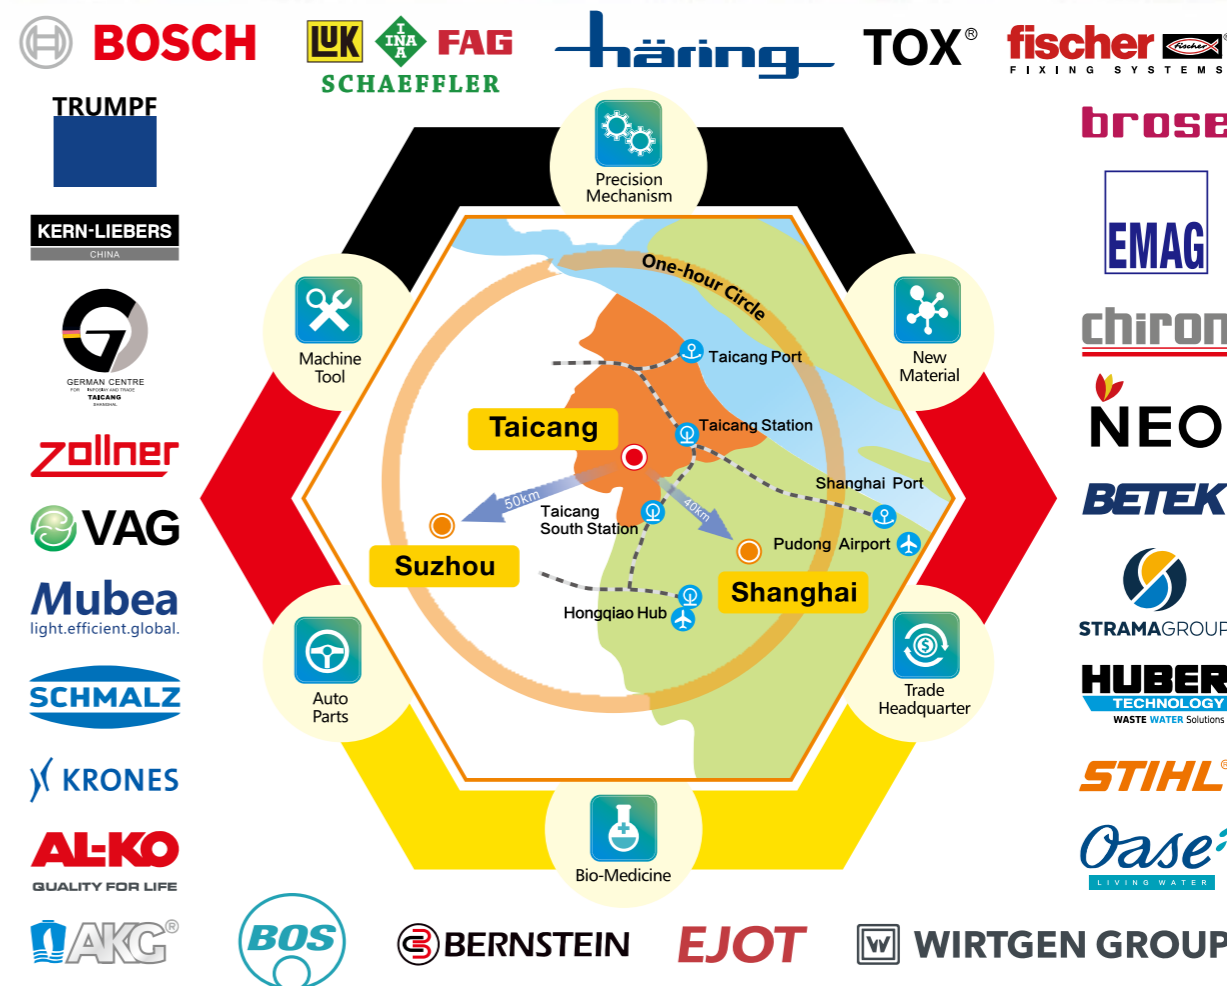 BOSCH
LUK INA FAG
SCHAEFFLER
häring
TOX®
fischer fischer ®
FIXING SYSTEMS
TRUMPF
brose
Precision
Mechanism
EMAG
KERN-LIEBERS
CHINA
One-hour Circle
GERMAN CENTRE
TAICANG
SHANGHAI
Machine
Tool
New
Material
chiron
Taicang Port
NEO
Taicang
Taicang Station
zollner
Shanghai Port
BETEK
50km
40km
VAG
Taicang
South Station
Pudong Airport
Suzhou
Shanghai
Mubea
light.efficient.global.
Hongqiao Hub
STRAMAGROUP
SCHMALZ
Auto
Parts
Trade
Headquarter
HUBER
TECHNOLOGY
WASTE WATER Solutions
KRONES
STIHL®
AL-KO
QUALITY FOR LIFE
Bio-Medicine
Oase
LIVING WATER
AKG®
BOS
BERNSTEIN
EJOT
W WIRTGEN GROUP